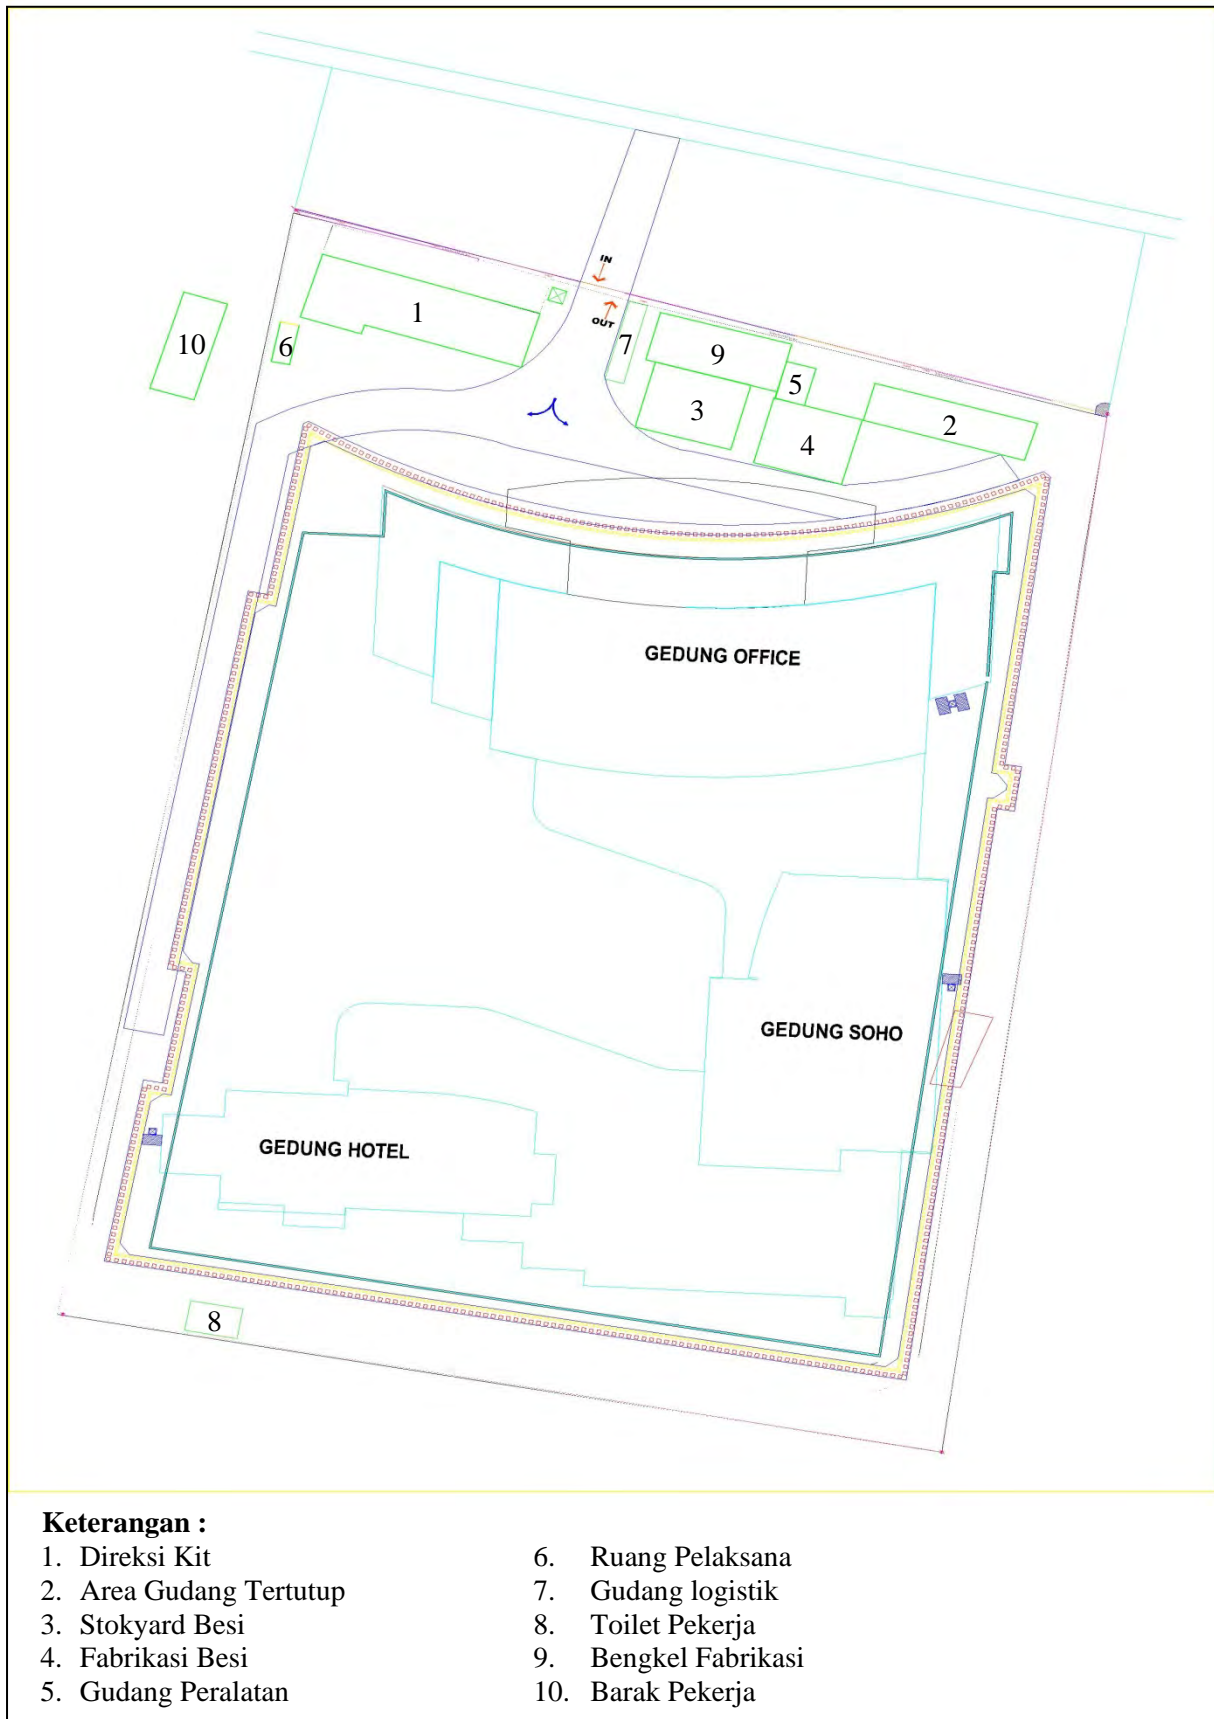 IN
OUT
1
10
6
7
9
5
3
2
4
GEDUNG OFFICE
GEDUNG SOHO
GEDUNG HOTEL
8
Keterangan :
1. Direksi Kit
2. Area Gudang Tertutup
3. Stokyard Besi
4. Fabrikasi Besi
5. Gudang Peralatan
6. Ruang Pelaksana
7. Gudang logistik
8. Toilet Pekerja
9. Bengkel Fabrikasi
10. Barak Pekerja